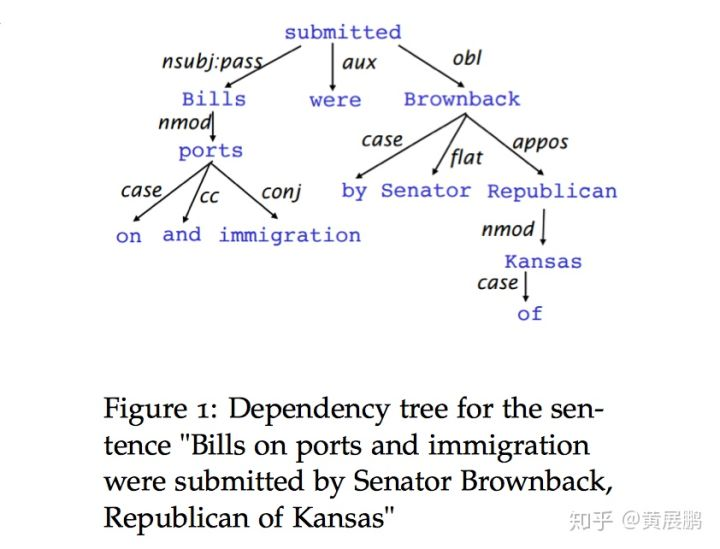 submitted
nsubj:pass aux obl
Bills were Brownback
nmod
case flat appos
ports
case cc conj
by Senator Republican
on and immigration
nmod
Kansas
case
of
Figure 1: Dependency tree for the sen-
tence "Bills on ports and immigration
were submitted by Senator Brownback,
Republican of Kansas"
知乎 @黄展鹏